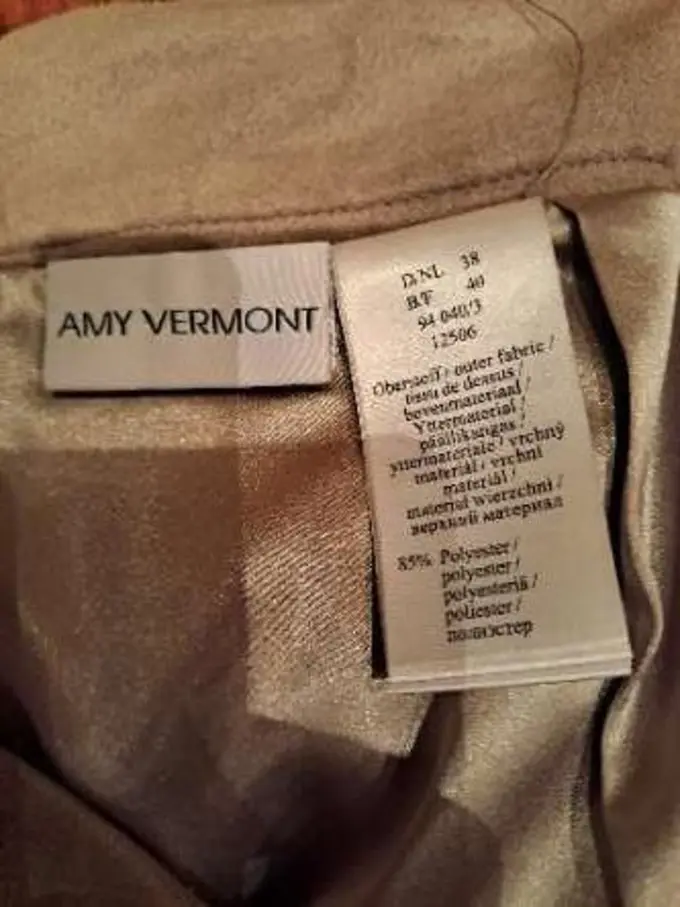 AMY VERMONT
D/NL 38
B/F 40
94 040/3
12506
Oberstoff / outer fabric /
tissu de dessus /
bovenmateriaal /
Yttermaterial /
päällikangas /
yttermateriale / vrchný
materiál / vrchní
materiál /
materiał wierzchni /
верхний материал
85% Polyester /
polyester /
polyesteriä /
poliester /
полиэстер